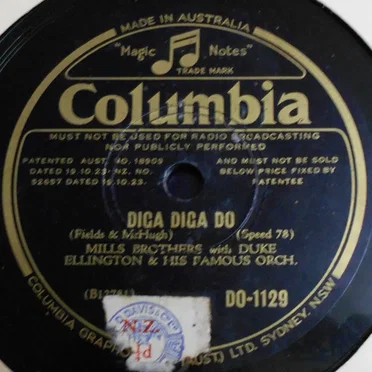 MADE IN AUSTRALIA
"Magic Notes"
TRADE MARK
Columbia
MUST NOT BE USED FOR RADIO BROADCASTING
NOR PUBLICLY PERFORMED
PATENTED AUST. NO. 18909
DATED 19.10.23. NZ. NO.
52667 DATED 19.10.23.
AND MUST NOT BE SOLD
BELOW PRICE FIXED BY
PATENTEE
DIGA DIGA DO
(Fields & McHugh) (Speed 78)
MILLS BROTHERS with DUKE
ELLINGTON & HIS FAMOUS ORCH.
DO-1129
N.Z.
COLUMBIA GRAPHO (AUST.) LTD. SYDNEY. N.S.W.